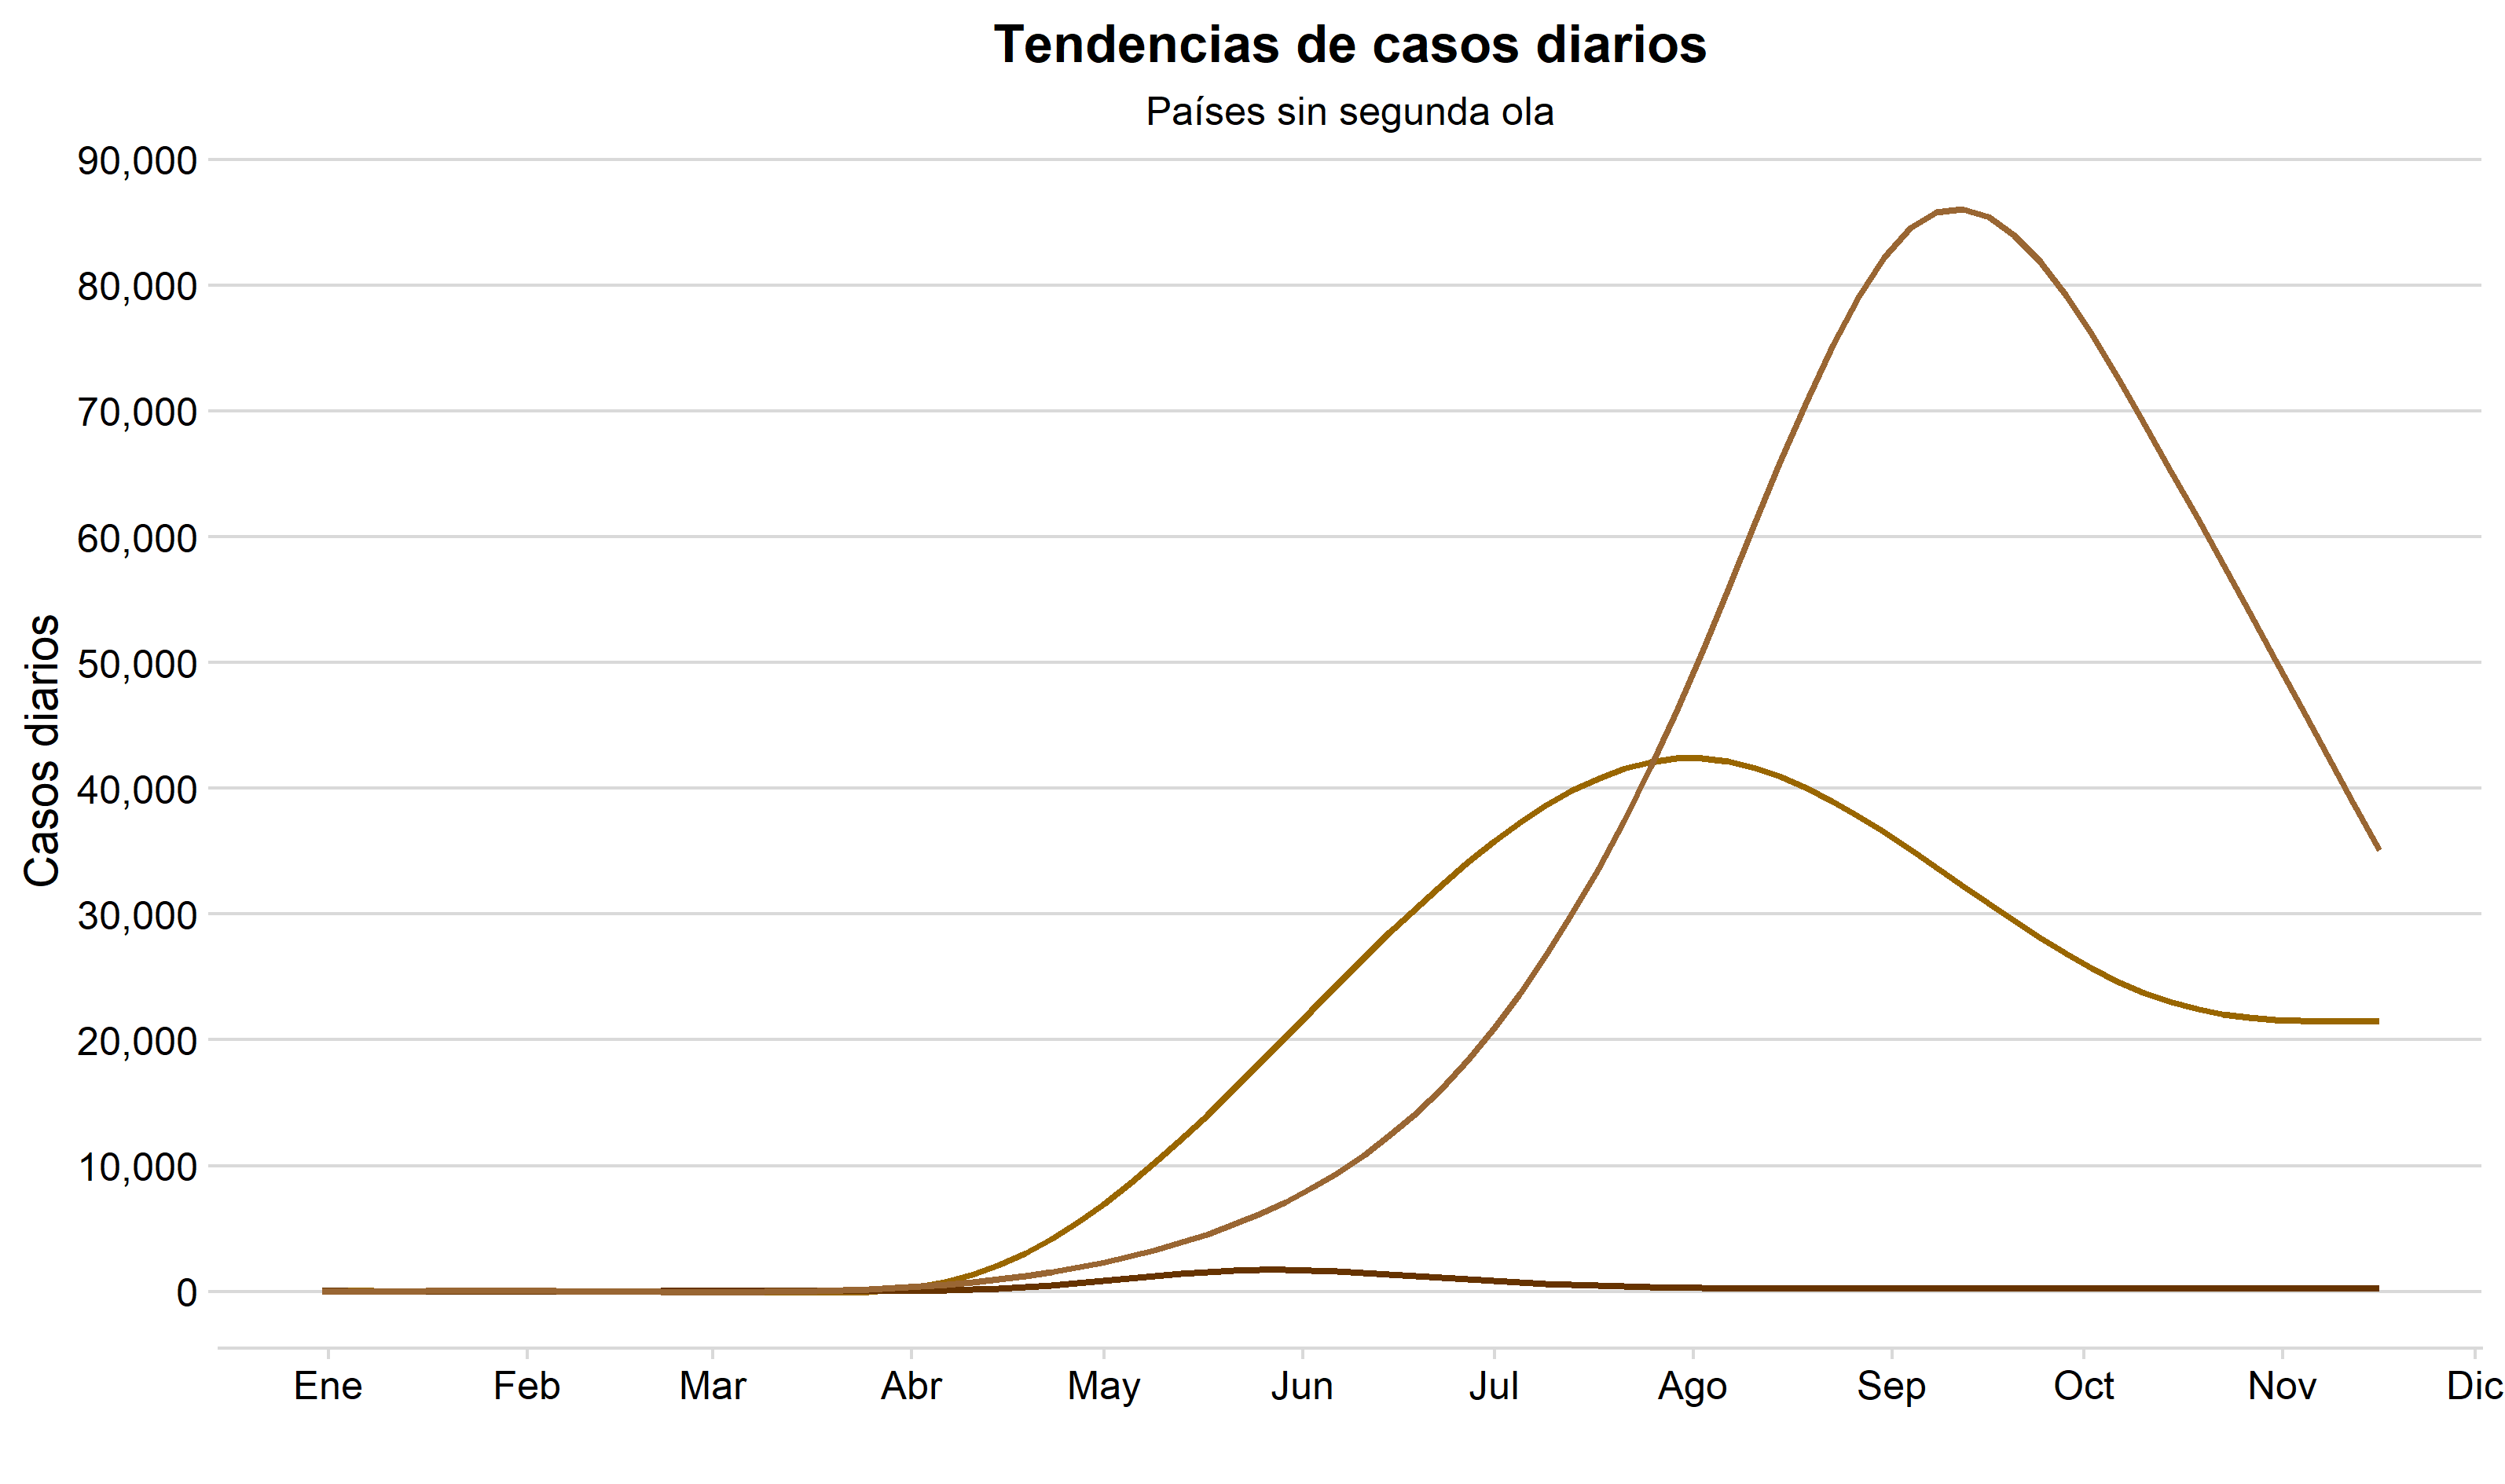 Tendencias de casos diarios
Países sin segunda ola
90,000
80,000
70,000
60,000
50,000
40,000
30,000
20,000
10,000
0
Casos diarios
Ene Feb Mar Abr May Jun Jul Ago Sep Oct Nov Dic